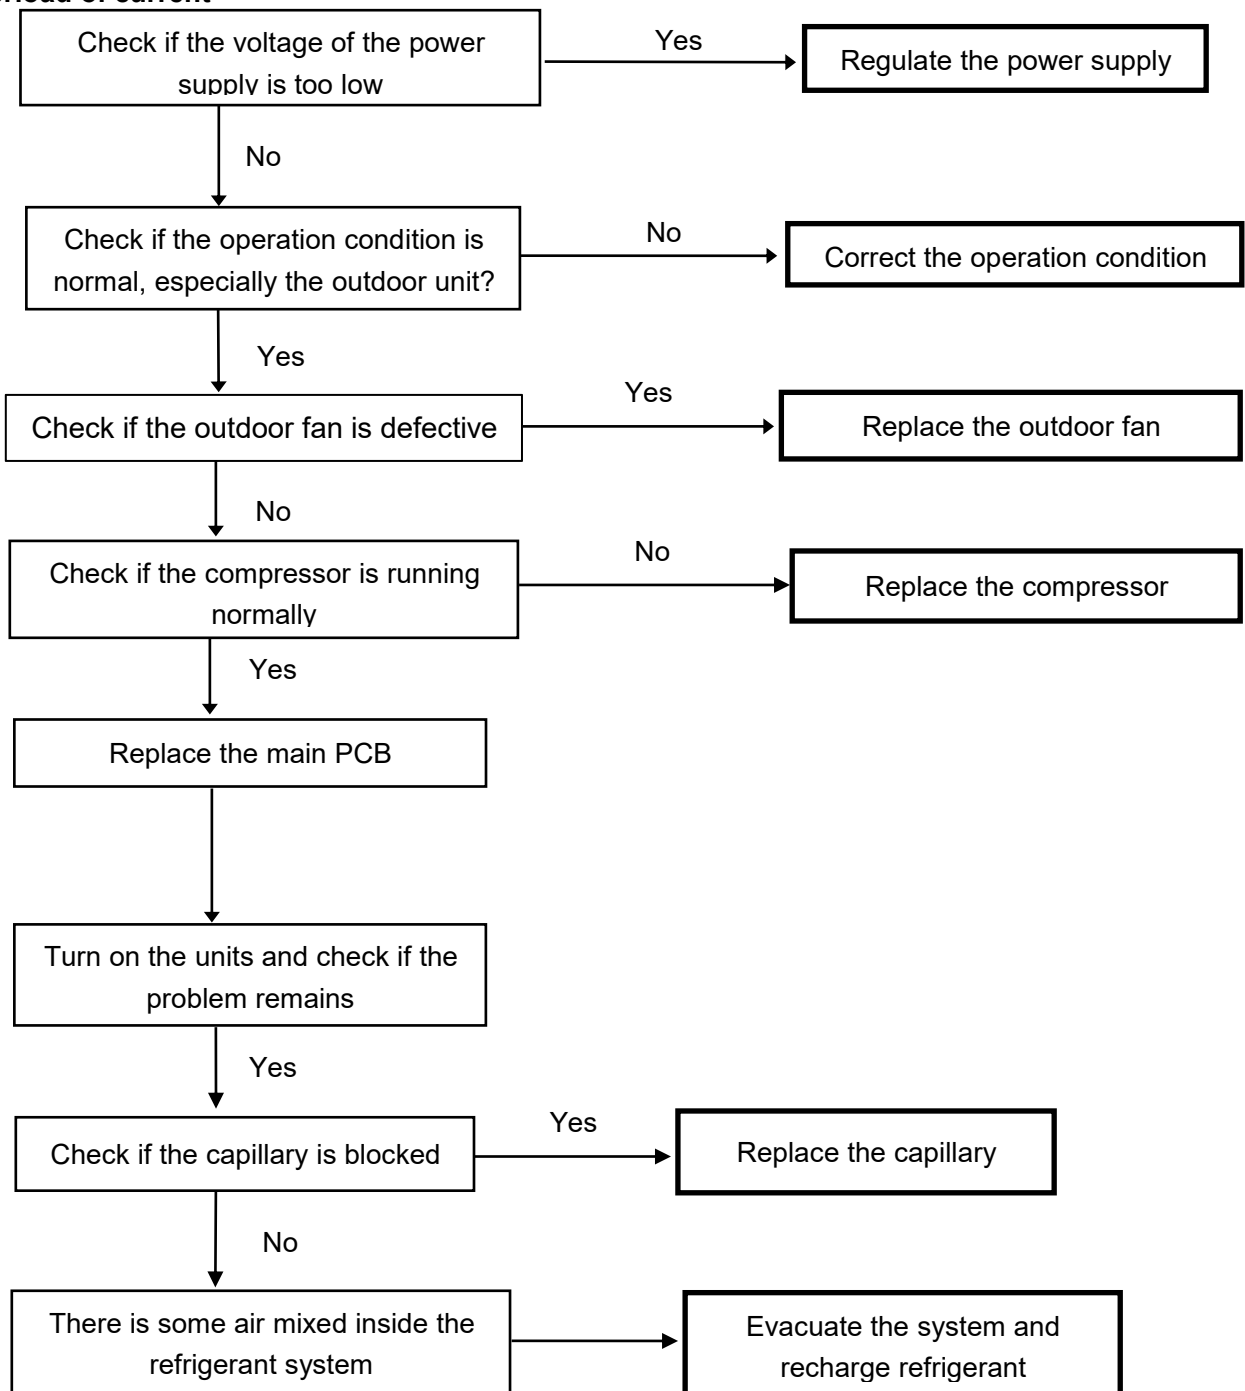 of current
Check if the voltage of the power
supply is too low
Yes
Regulate the power supply
No
Check if the operation condition is
normal, especially the outdoor unit?
No
Correct the operation condition
Yes
Check if the outdoor fan is defective
Yes
Replace the outdoor fan
No
Check if the compressor is running
normally
No
Replace the compressor
Yes
Replace the main PCB
Turn on the units and check if the
problem remains
Yes
Check if the capillary is blocked
Yes
Replace the capillary
No
There is some air mixed inside the
refrigerant system
Evacuate the system and
recharge refrigerant